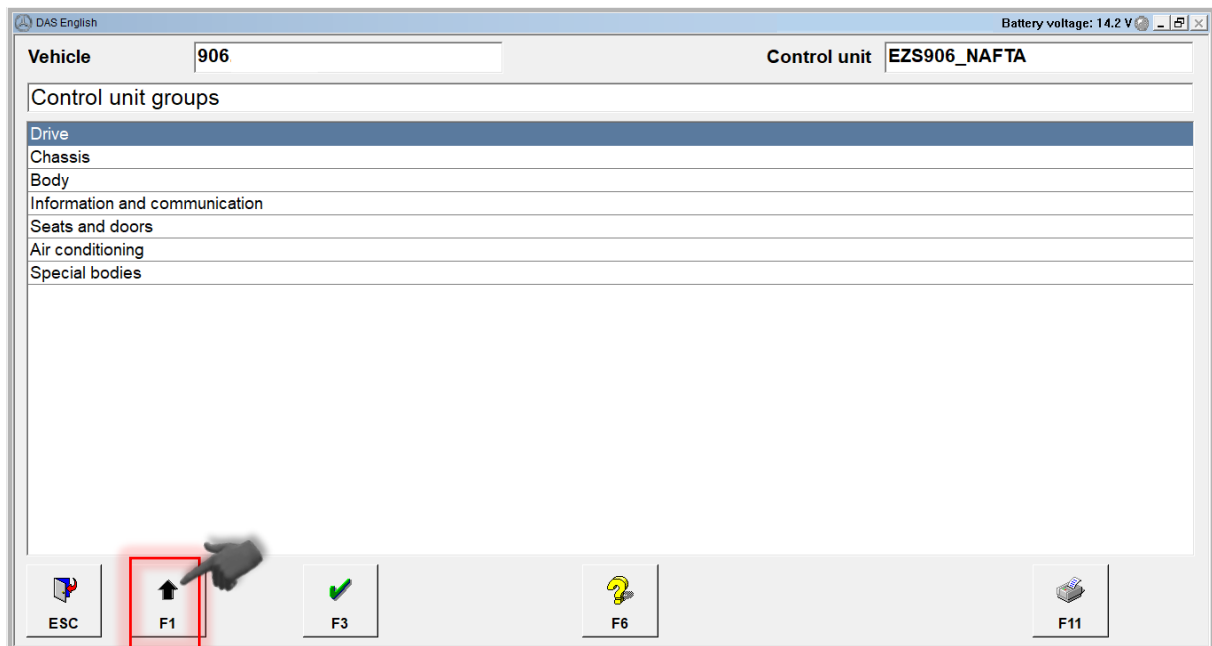 DAS English Battery voltage: 14.2 V
Vehicle 906 Control unit EZS906_NAFTA
Control unit groups
Drive
Chassis
Body
Information and communication
Seats and doors
Air conditioning
Special bodies
ESC F1 F3 F6 F11